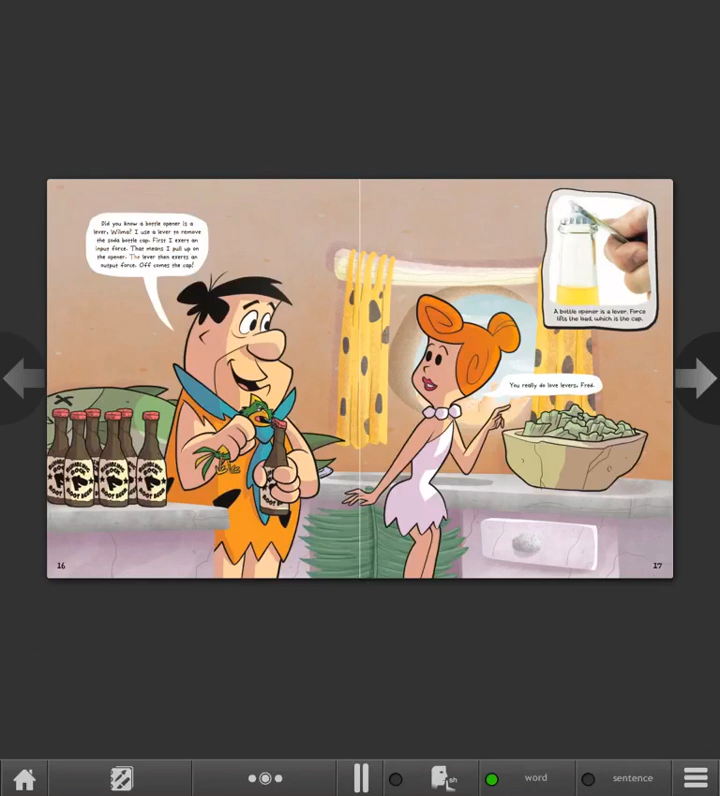 Did you know a bottle opener is a
lever, Wilma? I use a lever to remove
the soda bottle cap. First I exert an
input force. That means I pull up on
the opener. The lever then exerts an
output force. Off comes the cap!
A bottle opener is a lever. Force
lifts the load, which is the cap.
You really do love levers, Fred.
16
17
sh
word
sentence